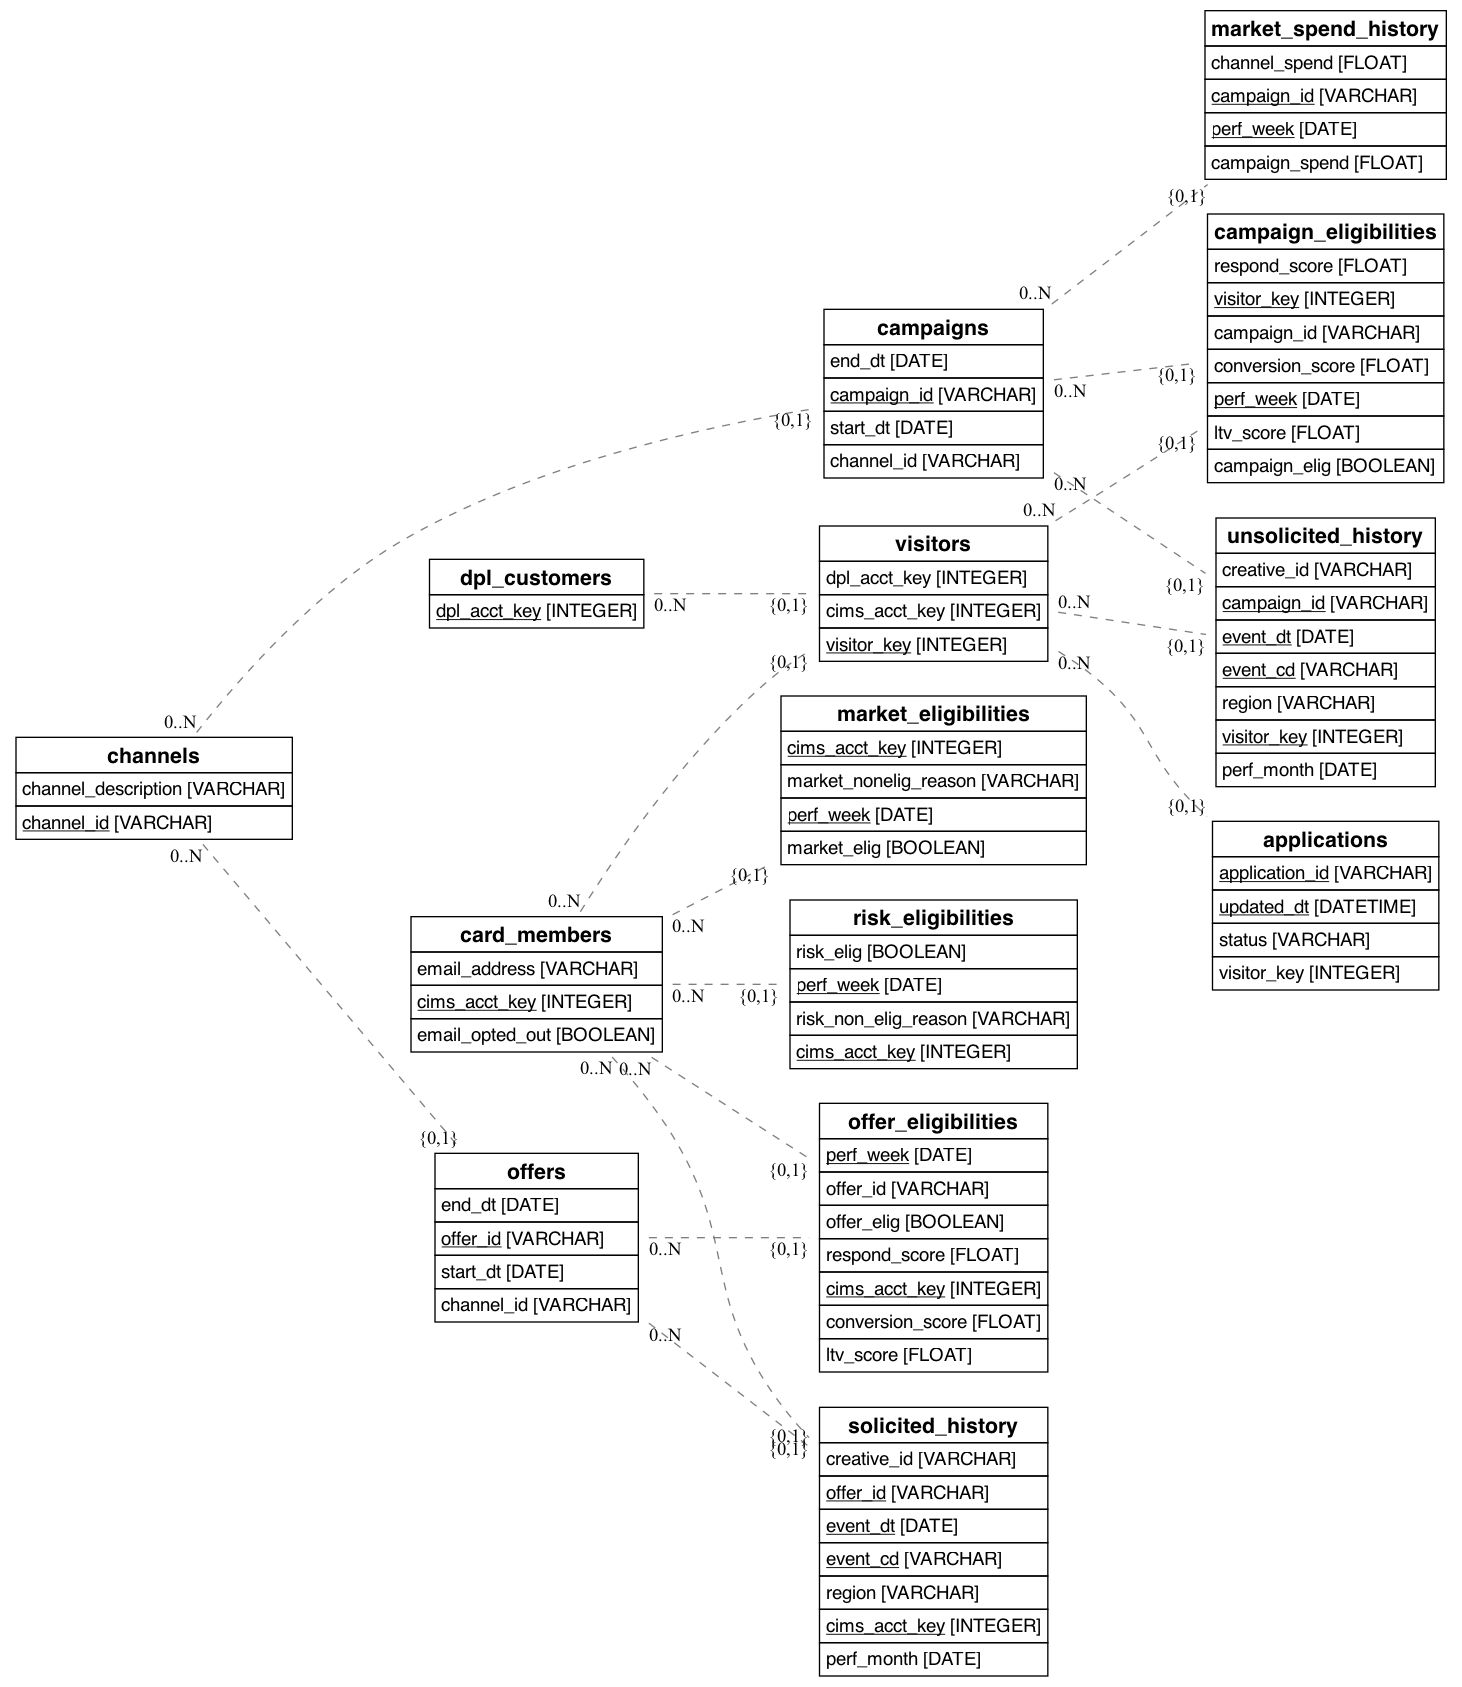 market_spend_history
channel_spend [FLOAT]
campaign_id [VARCHAR]
perf_week [DATE]
campaign_spend [FLOAT]
{0,1}
0..N
campaign_eligibilities
respond_score [FLOAT]
visitor_key [INTEGER]
campaign_id [VARCHAR]
conversion_score [FLOAT]
perf_week [DATE]
ltv_score [FLOAT]
campaign_elig [BOOLEAN]
{0,1}
{0,1}
campaigns
end_dt [DATE]
campaign_id [VARCHAR]
start_dt [DATE]
channel_id [VARCHAR]
{0,1}
0..N
0..N
0..N
visitors
dpl_acct_key [INTEGER]
cims_acct_key [INTEGER]
visitor_key [INTEGER]
0..N
0..N
{0,1}
{0,1}
dpl_customers
dpl_acct_key [INTEGER]
0..N
unsolicited_history
creative_id [VARCHAR]
campaign_id [VARCHAR]
event_dt [DATE]
event_cd [VARCHAR]
region [VARCHAR]
visitor_key [INTEGER]
perf_month [DATE]
{0,1}
{0,1}
market_eligibilities
cims_acct_key [INTEGER]
market_nonelig_reason [VARCHAR]
perf_week [DATE]
market_elig [BOOLEAN]
{0,1}
channels
channel_description [VARCHAR]
channel_id [VARCHAR]
0..N
0..N
applications
application_id [VARCHAR]
updated_dt [DATETIME]
status [VARCHAR]
visitor_key [INTEGER]
{0,1}
card_members
email_address [VARCHAR]
cims_acct_key [INTEGER]
email_opted_out [BOOLEAN]
0..N
0..N
0..N
0..N
0..N
risk_eligibilities
risk_elig [BOOLEAN]
perf_week [DATE]
risk_non_elig_reason [VARCHAR]
cims_acct_key [INTEGER]
{0,1}
offer_eligibilities
perf_week [DATE]
offer_id [VARCHAR]
offer_elig [BOOLEAN]
respond_score [FLOAT]
cims_acct_key [INTEGER]
conversion_score [FLOAT]
ltv_score [FLOAT]
{0,1}
{0,1}
offers
end_dt [DATE]
offer_id [VARCHAR]
start_dt [DATE]
channel_id [VARCHAR]
{0,1}
0..N
0..N
solicited_history
creative_id [VARCHAR]
offer_id [VARCHAR]
event_dt [DATE]
event_cd [VARCHAR]
region [VARCHAR]
cims_acct_key [INTEGER]
perf_month [DATE]
{0,1}
{0,1}